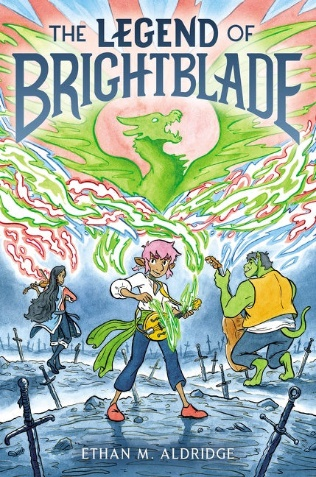 THE LEGEND OF
BRIGHTBLADE
ETHAN M. ALDRIDGE